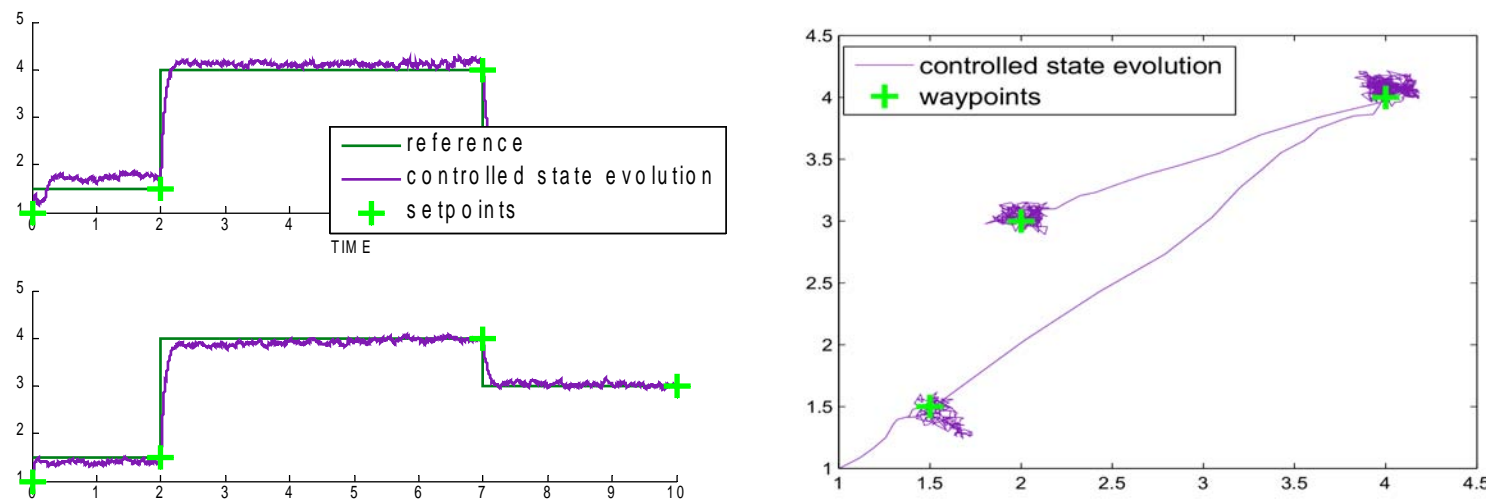 5
4
3
2
1
0 1 2 3 4
TIME
reference
controlled state evolution
setpoints
5
4
3
2
1
0 1 2 3 4 5 6 7 8 9 10
4.5
4
3.5
3
2.5
2
1.5
1
controlled state evolution
waypoints
1 1.5 2 2.5 3 3.5 4 4.5